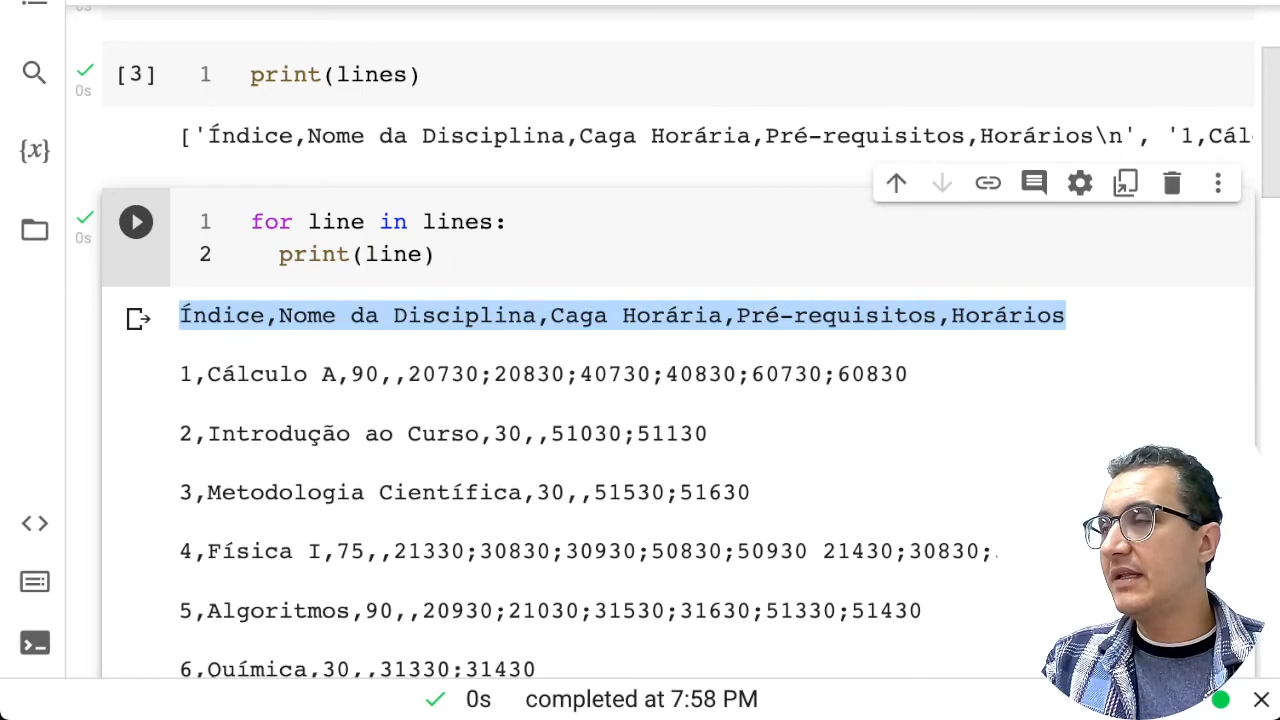 0s
[3] 1 print(lines)
0s
['Índice,Nome da Disciplina,Caga Horária,Pré-requisitos,Horários\n', '1,Cál
{x}
1 for line in lines:
0s
2 print(line)
Índice,Nome da Disciplina,Caga Horária,Pré-requisitos,Horários
1,Cálculo A,90,,20730;20830;40730;40830;60730;60830
2,Introdução ao Curso,30,,51030;51130
3,Metodologia Científica,30,,51530;51630
4,Física I,75,,21330;30830;30930;50830;50930 21430;30830;
5,Algoritmos,90,,20930;21030;31530;31630;51330;51430
6,Química,30,,31330;31430
0s completed at 7:58 PM